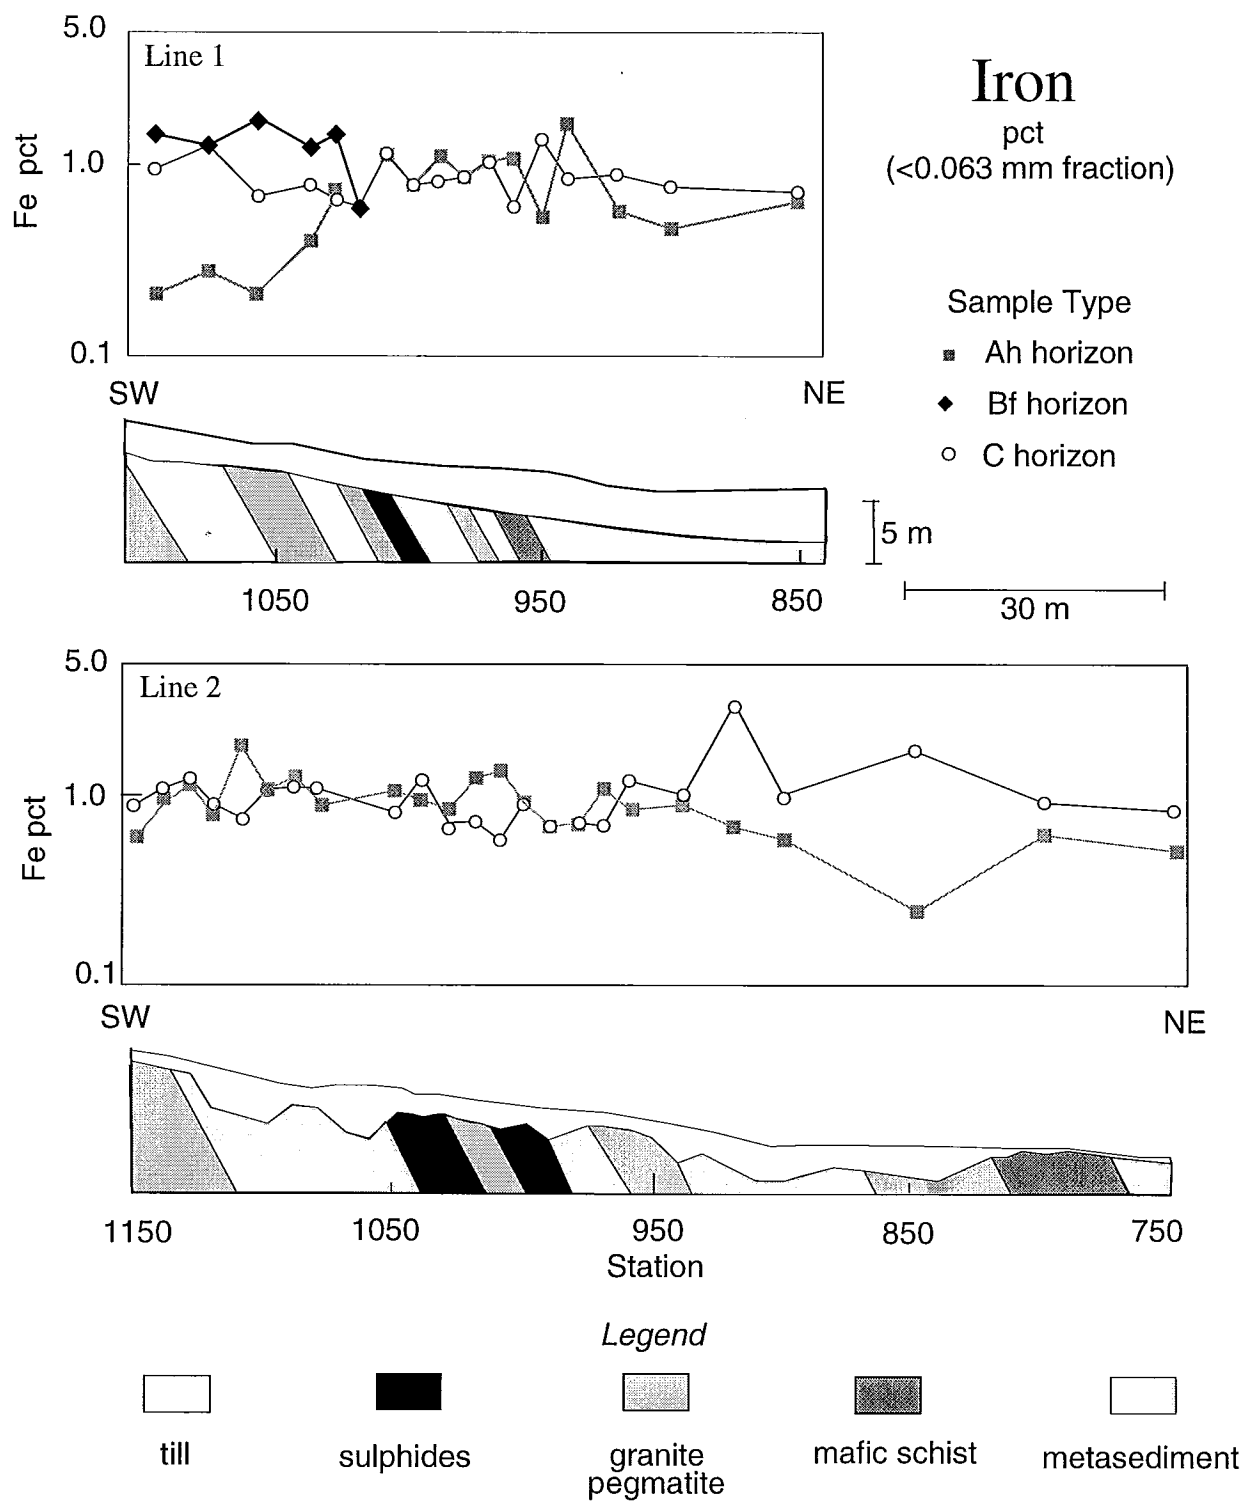 Iron
pct
(<0.063 mm fraction)
5.0
Line 1
Fe pct
1.0
0.1
SW
NE
Sample Type
Ah horizon
Bf horizon
C horizon
5 m
30 m
1050
950
850
5.0
Line 2
Fe pct
1.0
0.1
SW
NE
1150
1050
950
850
750
Station
Legend
till
sulphides
granite
pegmatite
mafic schist
metasediment